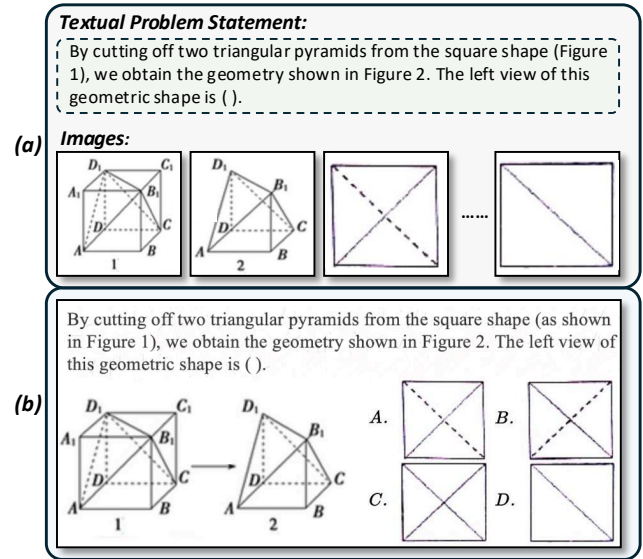 Textual Problem Statement:
By cutting off two triangular pyramids from the square shape (Figure
1), we obtain the geometry shown in Figure 2. The left view of this
geometric shape is ( ).
(a)
Images:
D₁ C₁ A₁ B₁ D C A B
1
D₁ B₁ D C A B
2
......
(b)
By cutting off two triangular pyramids from the square shape (as shown
in Figure 1), we obtain the geometry shown in Figure 2. The left view of
this geometric shape is ( ).
D₁ C₁ A₁ B₁ D C A B
1
D₁ B₁ D C A B
2
A. B.
C. D.